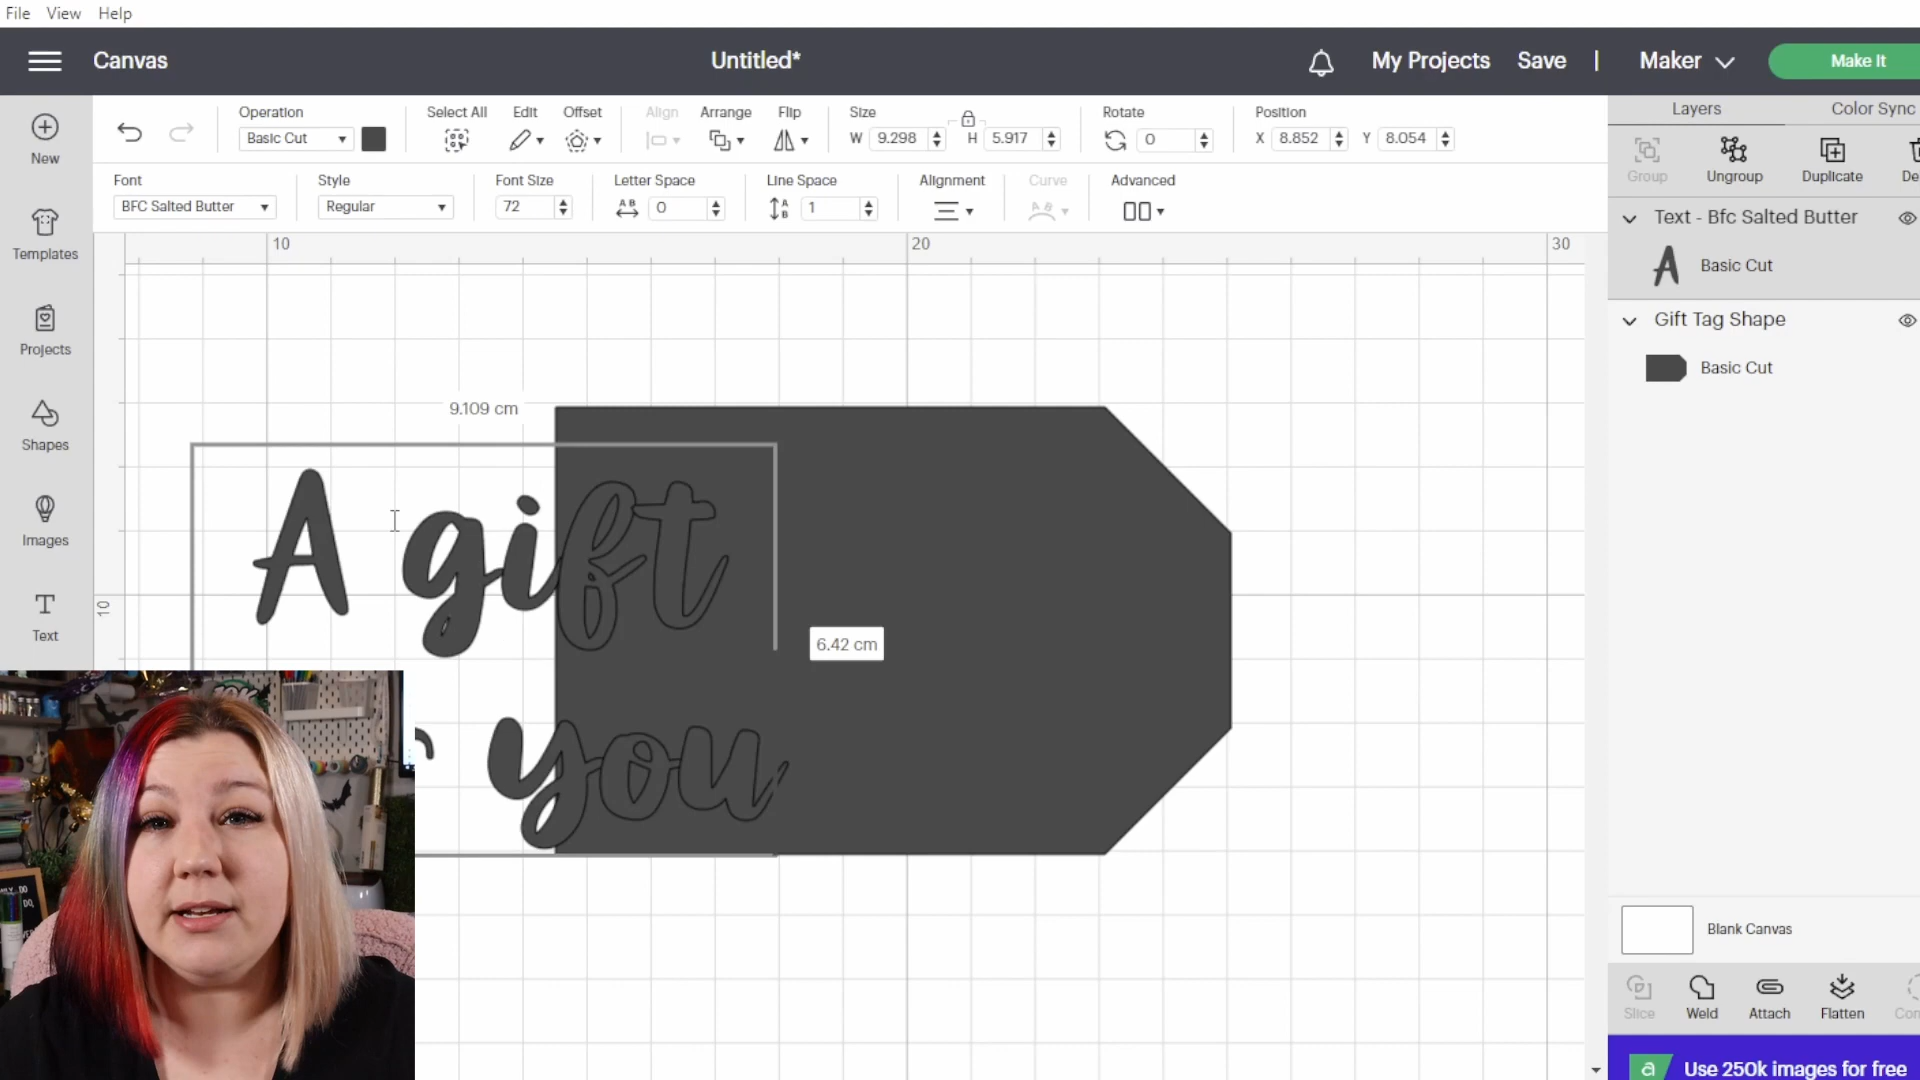 File View Help
Canvas Untitled* My Projects Save | Maker Make It
New
Templates
Projects
Shapes
Images
Text
Operation Select All Edit Offset Align Arrange Flip Size Rotate Position
Basic Cut W 9.298 H 5.917 0 X 8.852 Y 8.054
Font Style Font Size Letter Space Line Space Alignment Curve Advanced
BFC Salted Butter Regular 72 0 1
10 20 30
10
9.109 cm
6.42 cm
A gift
you
Layers Color Sync
Group Ungroup Duplicate De
Text - Bfc Salted Butter
A Basic Cut
Gift Tag Shape
Basic Cut
Blank Canvas
Slice Weld Attach Flatten Con
a Use 250k images for free